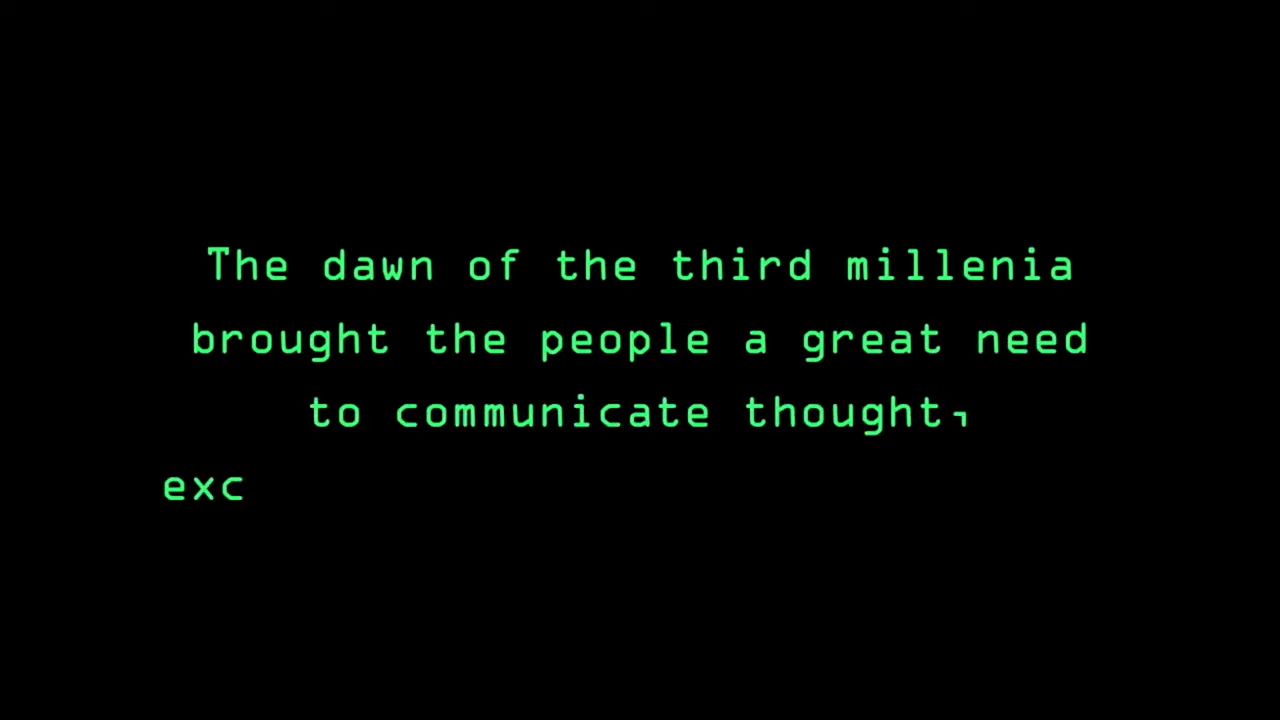 The dawn of the third millenia
brought the people a great need
to communicate thought,
exc